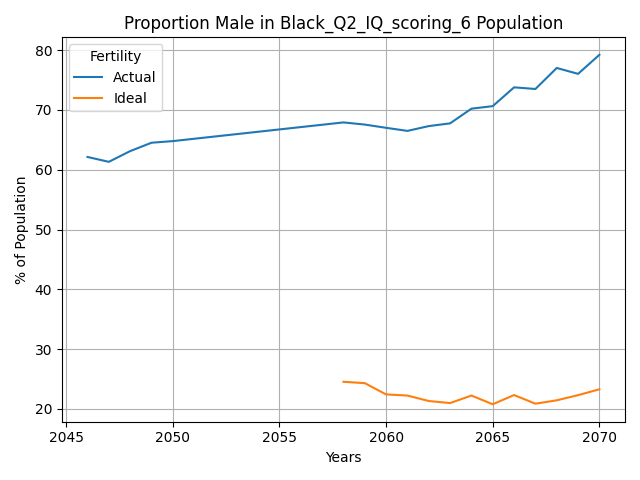 Proportion Male in Black_Q2_IQ_scoring_6 Population
% of Population
80
70
60
50
40
30
20
Fertility
Actual
Ideal
2045
2050
2055
2060
2065
2070
Years